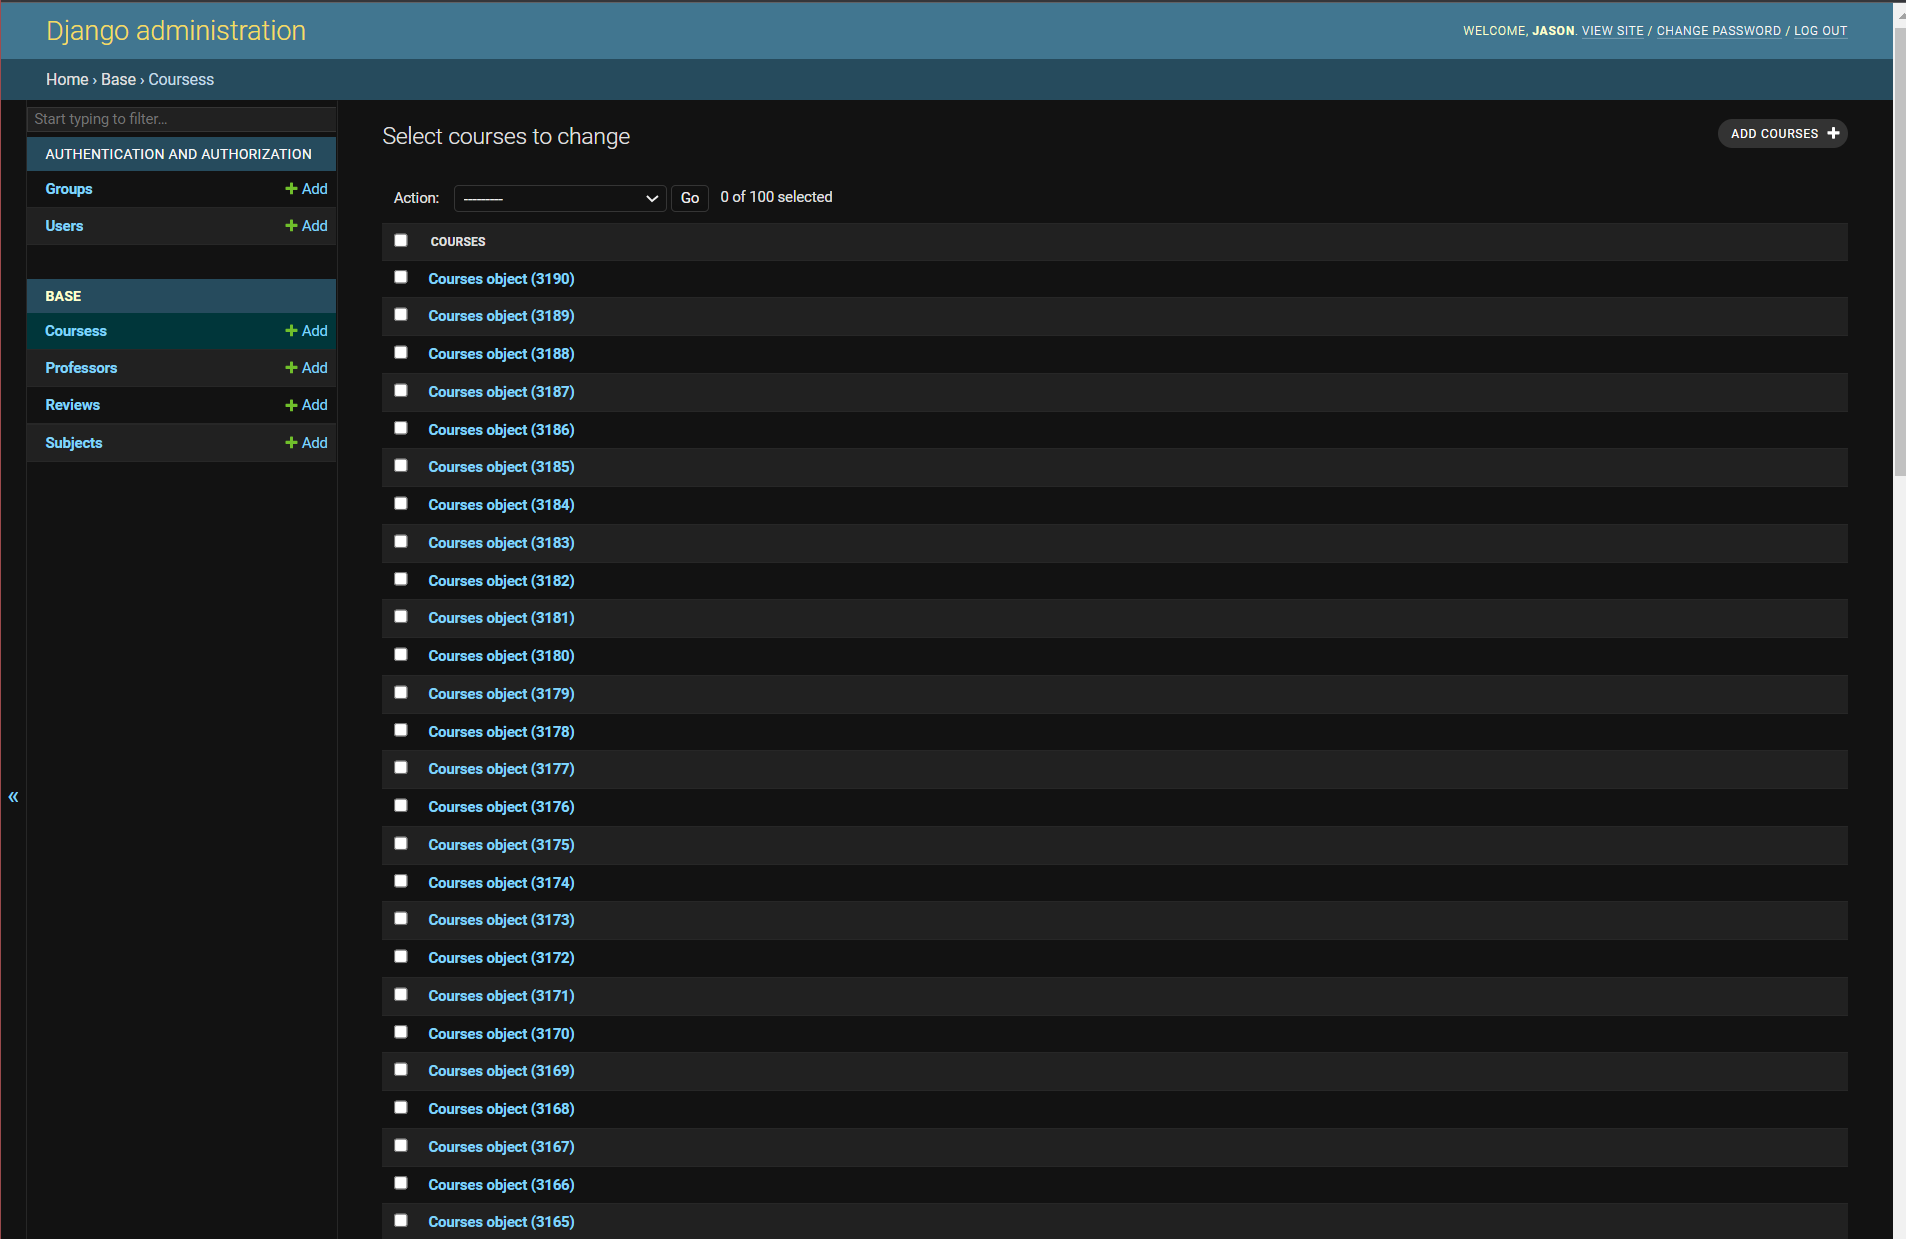 Django administration
WELCOME, JASON. VIEW SITE / CHANGE PASSWORD / LOG OUT
Home › Base › Coursess
Start typing to filter...
AUTHENTICATION AND AUTHORIZATION
Groups + Add
Users + Add
BASE
Coursess + Add
Professors + Add
Reviews + Add
Subjects + Add
«
Select courses to change
ADD COURSES +
Action: --------- Go 0 of 100 selected
COURSES
Courses object (3190)
Courses object (3189)
Courses object (3188)
Courses object (3187)
Courses object (3186)
Courses object (3185)
Courses object (3184)
Courses object (3183)
Courses object (3182)
Courses object (3181)
Courses object (3180)
Courses object (3179)
Courses object (3178)
Courses object (3177)
Courses object (3176)
Courses object (3175)
Courses object (3174)
Courses object (3173)
Courses object (3172)
Courses object (3171)
Courses object (3170)
Courses object (3169)
Courses object (3168)
Courses object (3167)
Courses object (3166)
Courses object (3165)